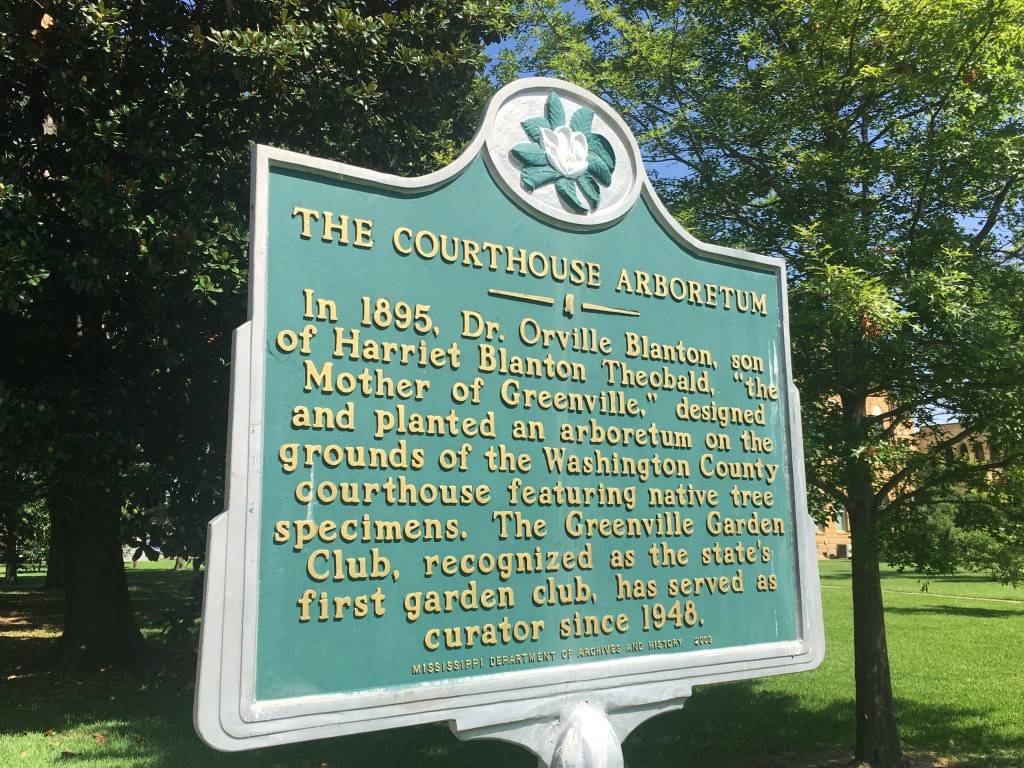 THE COURTHOUSE ARBORETUM
In 1895, Dr. Orville Blanton, son
of Harriet Blanton Theobald, "the
Mother of Greenville," designed
and planted an arboretum on the
grounds of the Washington County
courthouse featuring native tree
specimens. The Greenville Garden
Club, recognized as the state's
first garden club, has served as
curator since 1948.
MISSISSIPPI DEPARTMENT OF ARCHIVES AND HISTORY, 2003